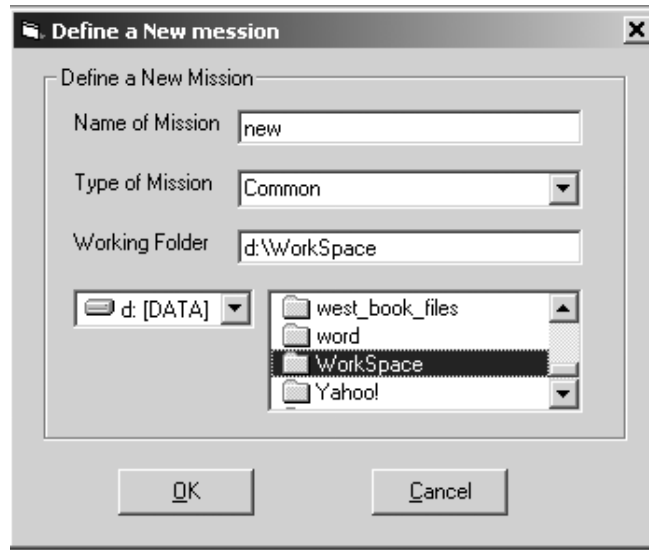 Define a New mession
Define a New Mission
Name of Mission new
Type of Mission Common
Working Folder d:\WorkSpace
d: [DATA] west_book_files
word
WorkSpace
Yahoo!
OK Cancel